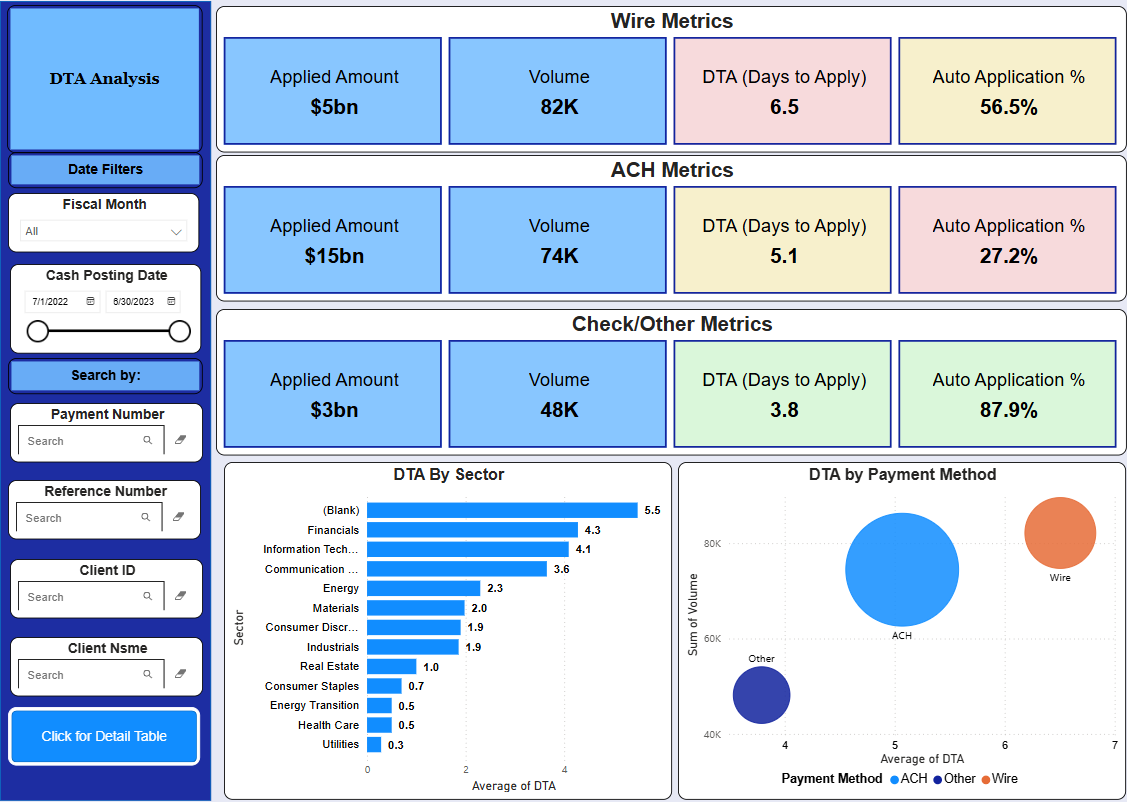 DTA Analysis
Date Filters
Fiscal Month
All
Cash Posting Date
7/1/2022 6/30/2023
Search by:
Payment Number
Search
Reference Number
Search
Client ID
Search
Client Nsme
Search
Click for Detail Table
Wire Metrics
Applied Amount Volume DTA (Days to Apply) Auto Application %
$5bn 82K 6.5 56.5%
ACH Metrics
Applied Amount Volume DTA (Days to Apply) Auto Application %
$15bn 74K 5.1 27.2%
Check/Other Metrics
Applied Amount Volume DTA (Days to Apply) Auto Application %
$3bn 48K 3.8 87.9%
DTA By Sector
Sector
(Blank) 5.5
Financials 4.3
Information Tech... 4.1
Communication ... 3.6
Energy 2.3
Materials 2.0
Consumer Discr... 1.9
Industrials 1.9
Real Estate 1.0
Consumer Staples 0.7
Energy Transition 0.5
Health Care 0.5
Utilities 0.3
0 2 4
Average of DTA
DTA by Payment Method
Sum of Volume
80K
60K
40K
Wire
ACH
Other
4 5 6 7
Average of DTA
Payment Method ACH Other Wire